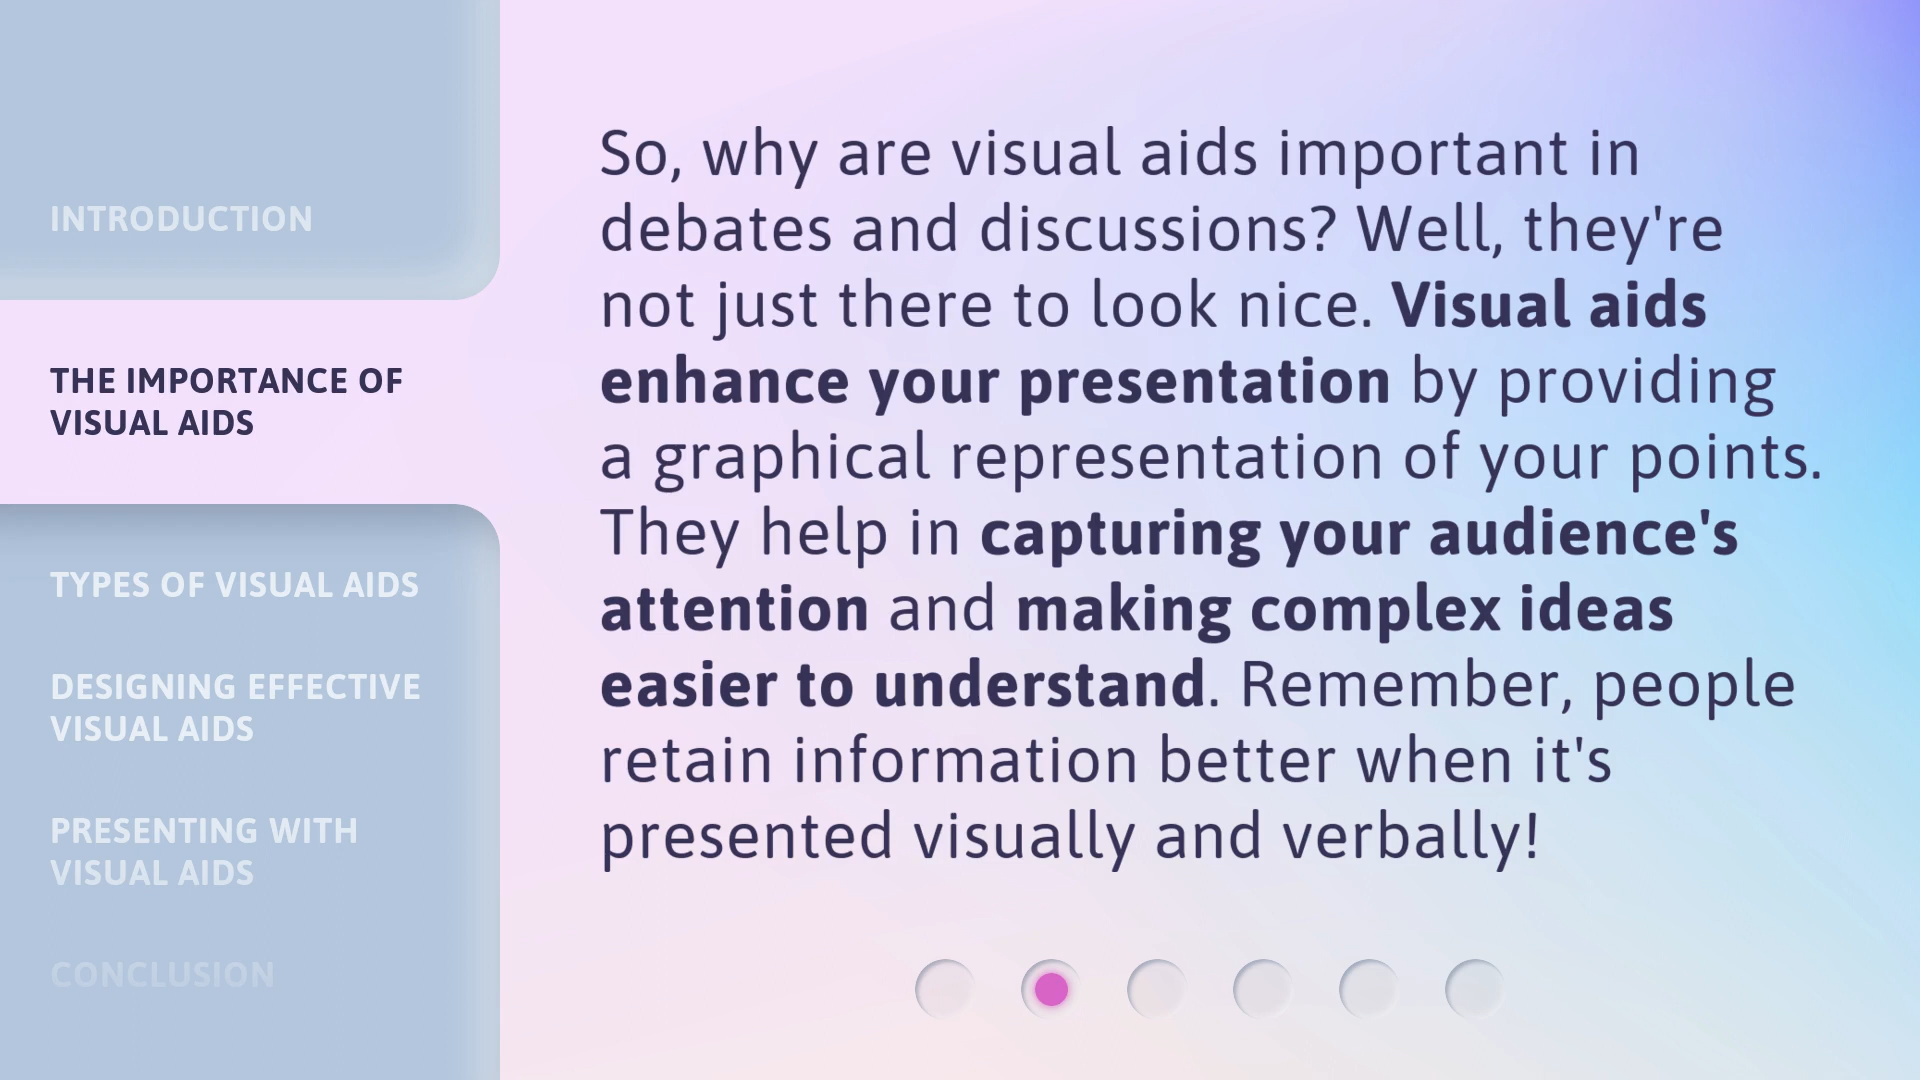 INTRODUCTION
THE IMPORTANCE OF
VISUAL AIDS
TYPES OF VISUAL AIDS
DESIGNING EFFECTIVE
VISUAL AIDS
PRESENTING WITH
VISUAL AIDS
CONCLUSION
So, why are visual aids important in
debates and discussions? Well, they're
not just there to look nice. Visual aids
enhance your presentation by providing
a graphical representation of your points.
They help in capturing your audience's
attention and making complex ideas
easier to understand. Remember, people
retain information better when it's
presented visually and verbally!